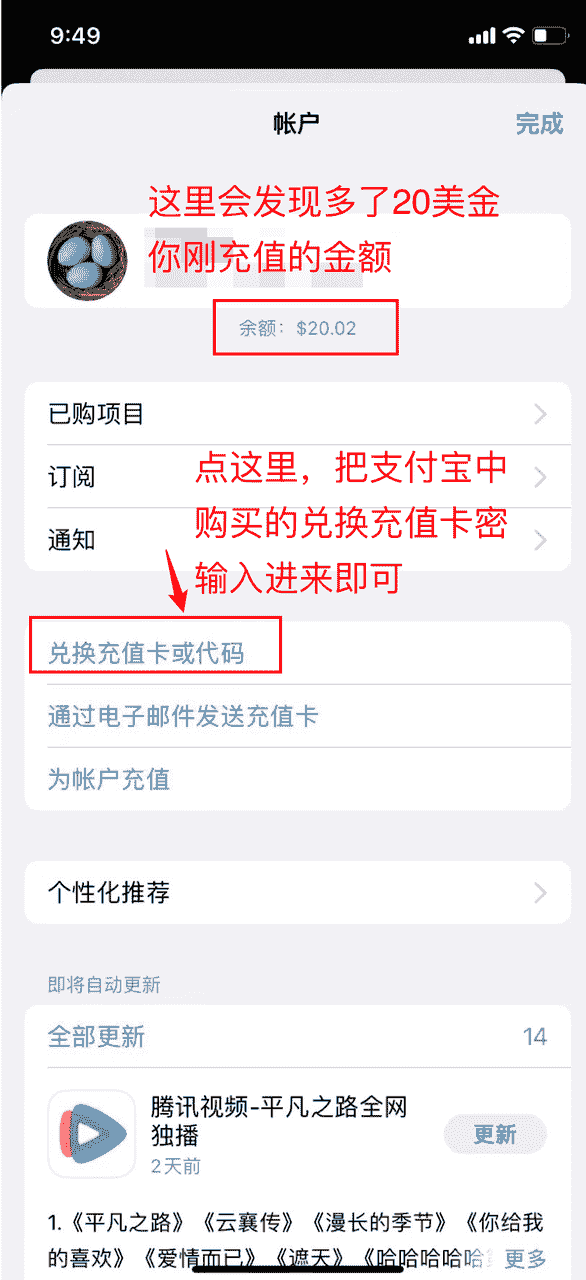 9:49
帐户
完成
这里会发现多了20美金
你刚充值的金额
余额：$20.02
已购项目
订阅
点这里，把支付宝中
购买的兑换充值卡密
通知
输入进来即可
兑换充值卡或代码
通过电子邮件发送充值卡
为帐户充值
个性化推荐
即将自动更新
全部更新
14
腾讯视频-平凡之路全网
独播
更新
2天前
1.《平凡之路》《云襄传》《漫长的季节》《你给我
的喜欢》《爱情而已》《遮天》《哈哈哈哈哈
更多